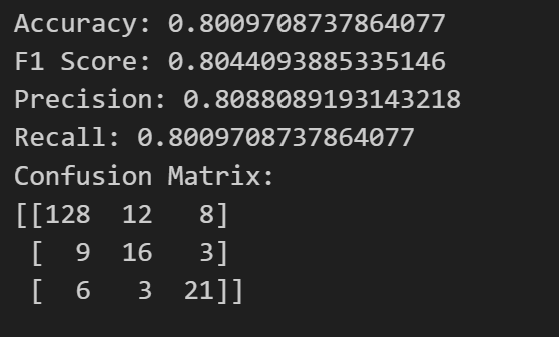 Accuracy: 0.8009708737864077
F1 Score: 0.8044093885335146
Precision: 0.8088089193143218
Recall: 0.8009708737864077
Confusion Matrix:
[[128  12   8]
 [  9  16   3]
 [  6   3  21]]